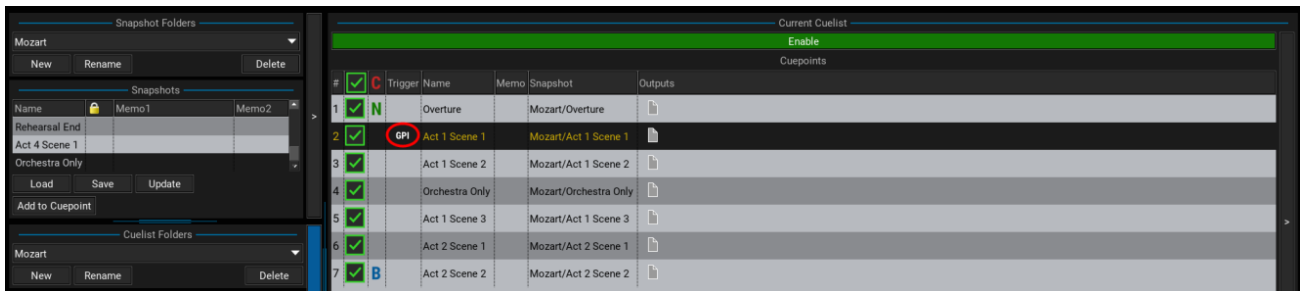 Snapshot Folders
Mozart
New Rename Delete
Snapshots
Name Memo1 Memo2
Rehearsal End
Act 4 Scene 1
Orchestra Only
Load Save Update
Add to Cuepoint
Cuelist Folders
Mozart
New Rename Delete
>
Current Cuelist
Enable
Cuepoints
# C Trigger Name Memo Snapshot Outputs
1 N Overture Mozart/Overture
2 GPI Act 1 Scene 1 Mozart/Act 1 Scene 1
3 Act 1 Scene 2 Mozart/Act 1 Scene 2
4 Orchestra Only Mozart/Orchestra Only
5 Act 1 Scene 3 Mozart/Act 1 Scene 3
6 Act 2 Scene 1 Mozart/Act 2 Scene 1
7 B Act 2 Scene 2 Mozart/Act 2 Scene 2
>